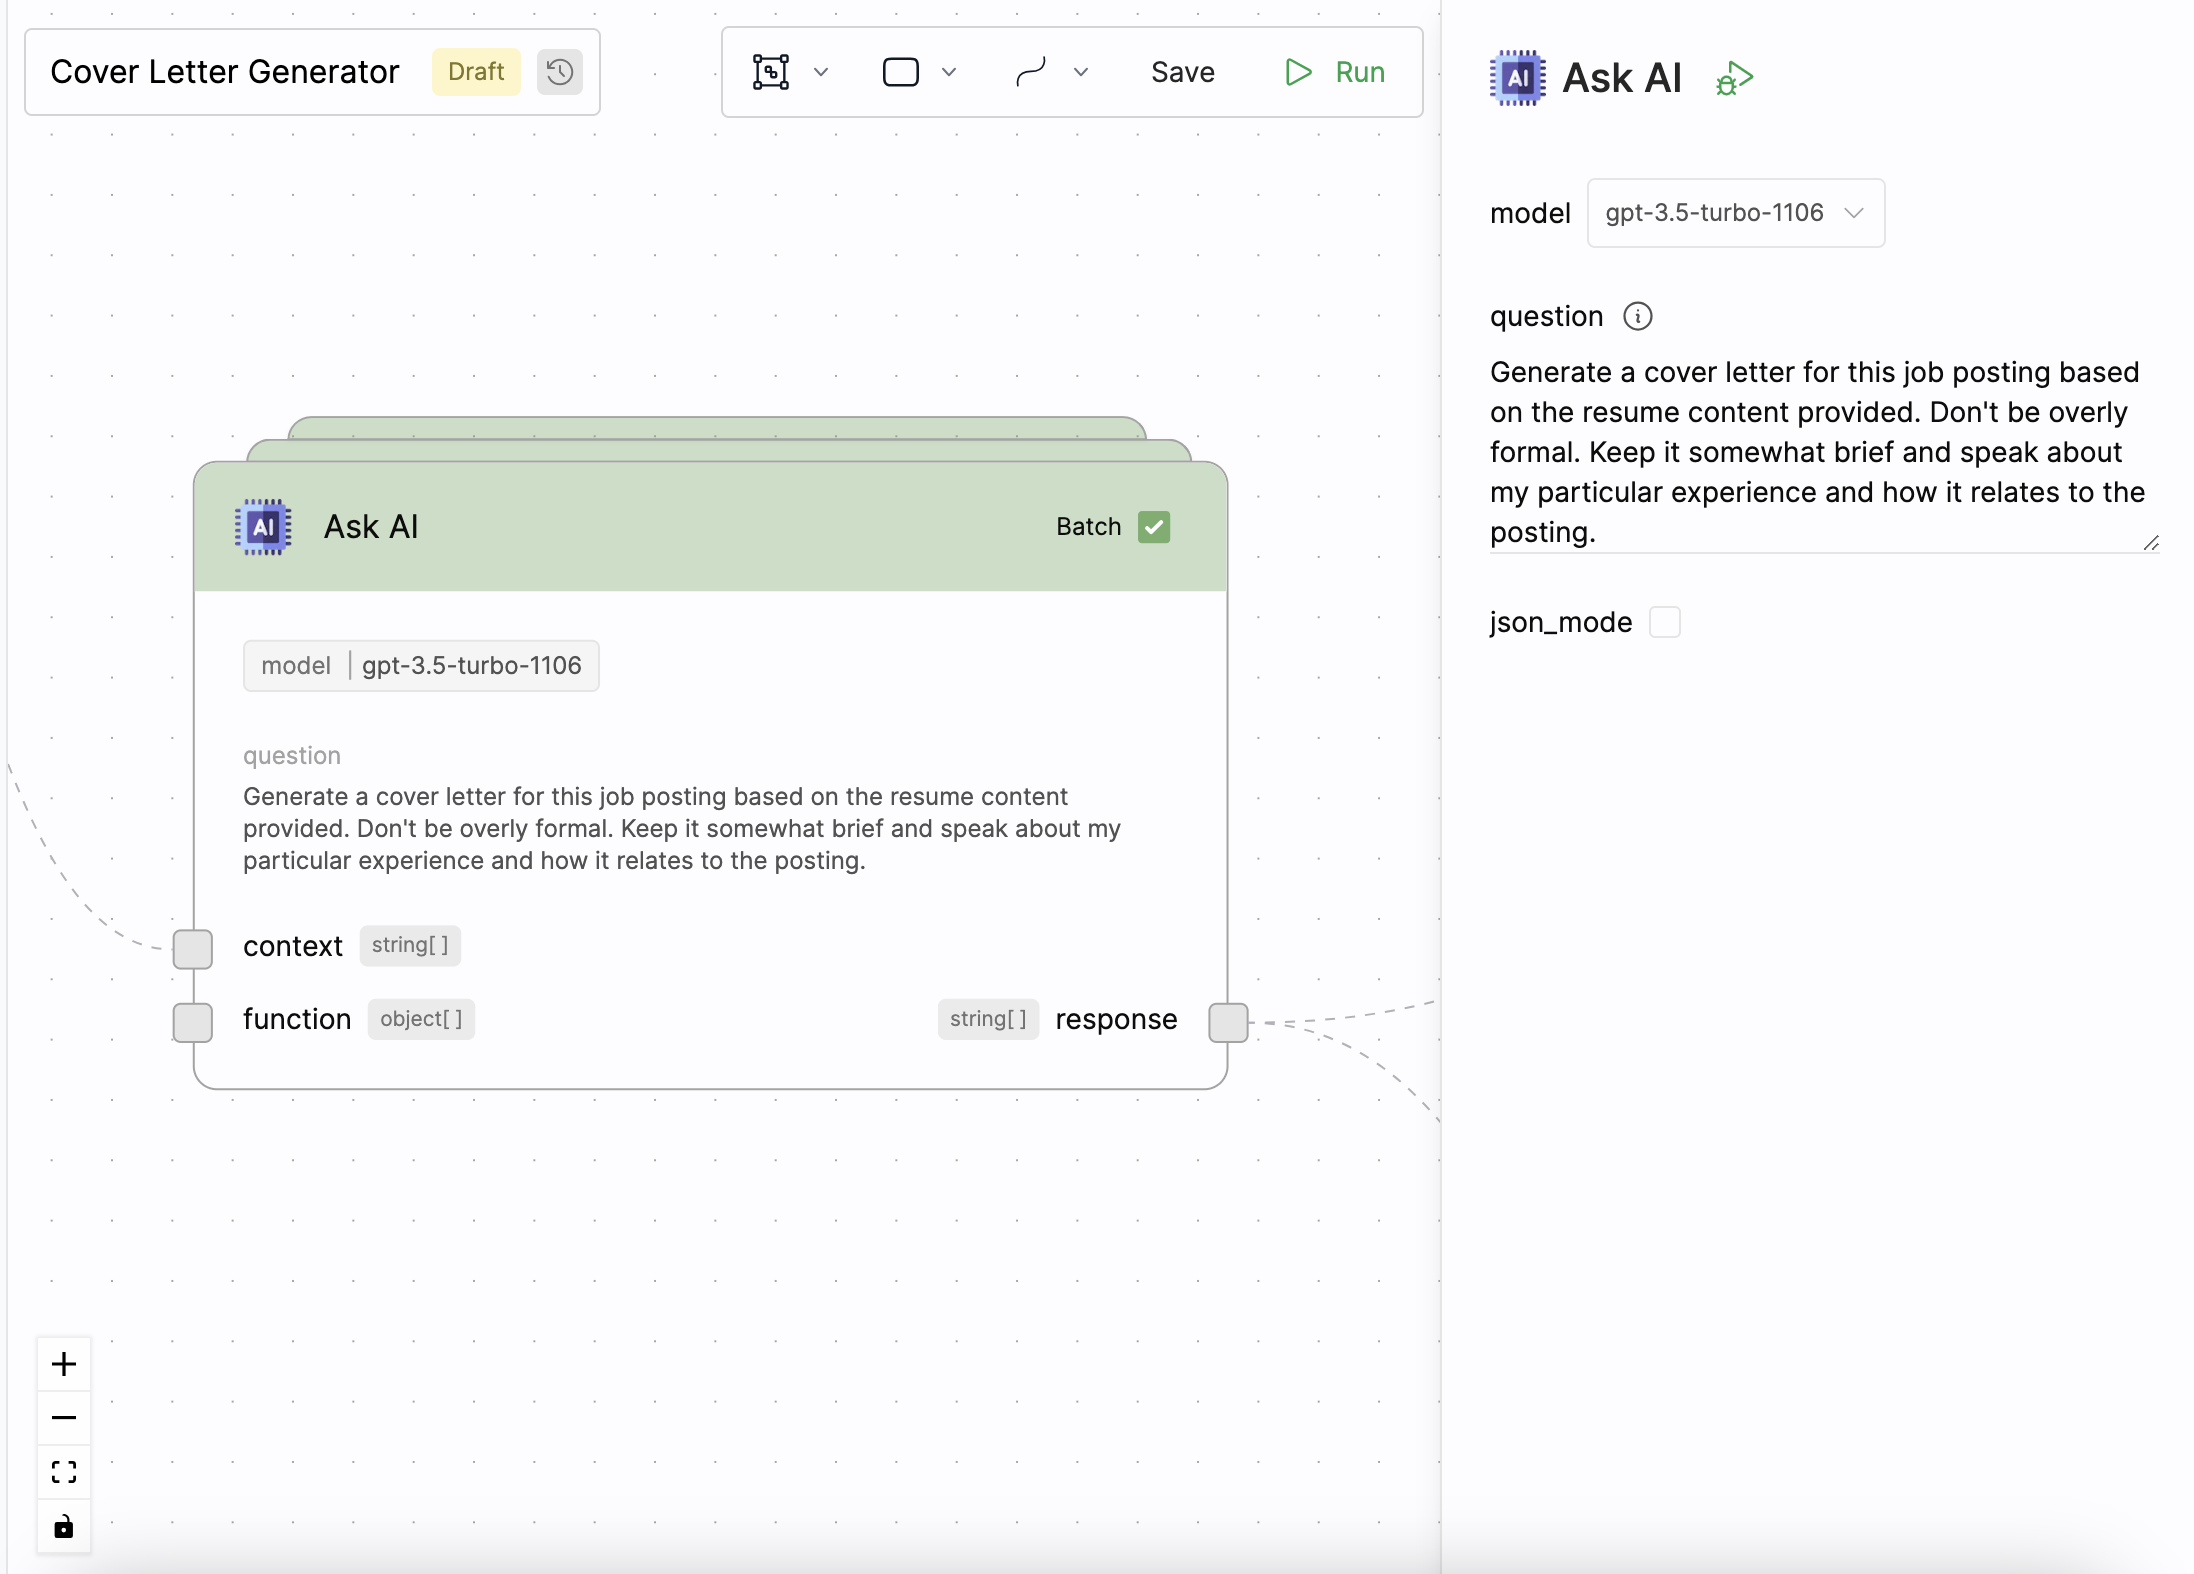 Cover Letter Generator Draft
Save Run
AI Ask AI
model gpt-3.5-turbo-1106
question
Generate a cover letter for this job posting based
on the resume content provided. Don't be overly
formal. Keep it somewhat brief and speak about
my particular experience and how it relates to the
posting.
json_mode
AI Ask AI Batch
model gpt-3.5-turbo-1106
question
Generate a cover letter for this job posting based on the resume content
provided. Don't be overly formal. Keep it somewhat brief and speak about my
particular experience and how it relates to the posting.
context string[]
function object[] string[] response